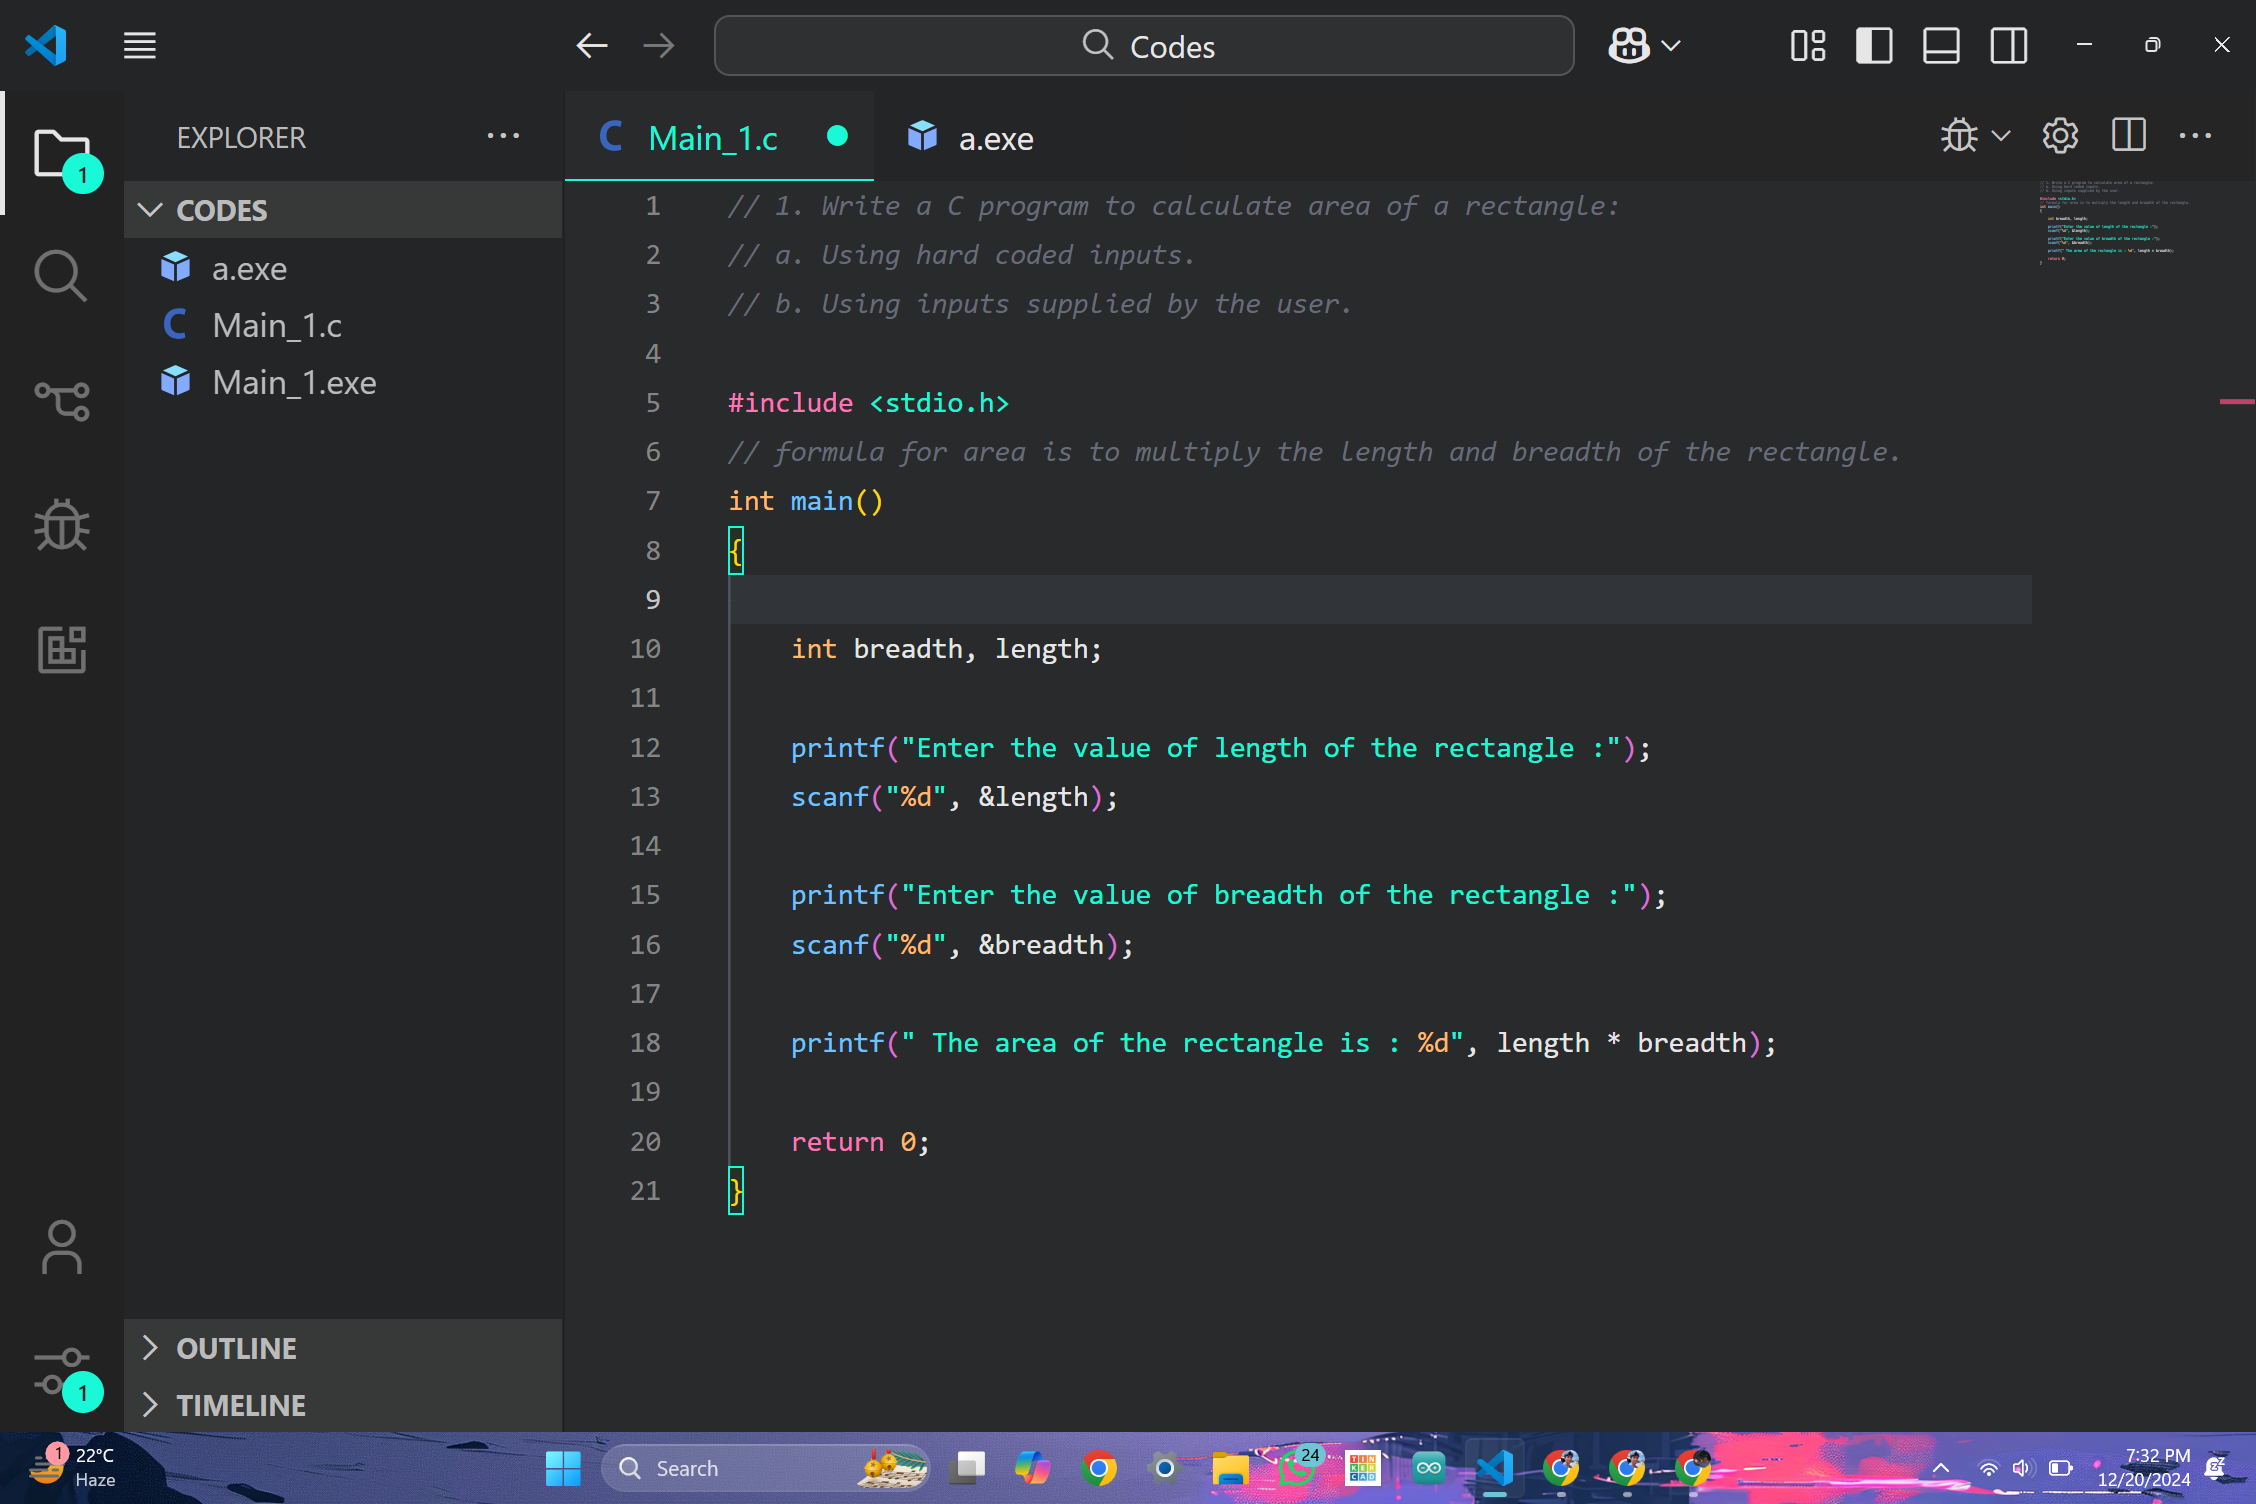 Codes
EXPLORER
Main_1.c
a.exe
1
CODES
a.exe
Main_1.c
Main_1.exe
1 // 1. Write a C program to calculate area of a rectangle:
2 // a. Using hard coded inputs.
3 // b. Using inputs supplied by the user.
4
5 #include <stdio.h>
6 // formula for area is to multiply the length and breadth of the rectangle.
7 int main()
8 {
9
10 int breadth, length;
11
12 printf("Enter the value of length of the rectangle :");
13 scanf("%d", &length);
14
15 printf("Enter the value of breadth of the rectangle :");
16 scanf("%d", &breadth);
17
18 printf(" The area of the rectangle is : %d", length * breadth);
19
20 return 0;
21 }
OUTLINE
1
TIMELINE
1
22°C
Haze
Search
24
TIN
KER
CAD
7:32 PM
12/20/2024